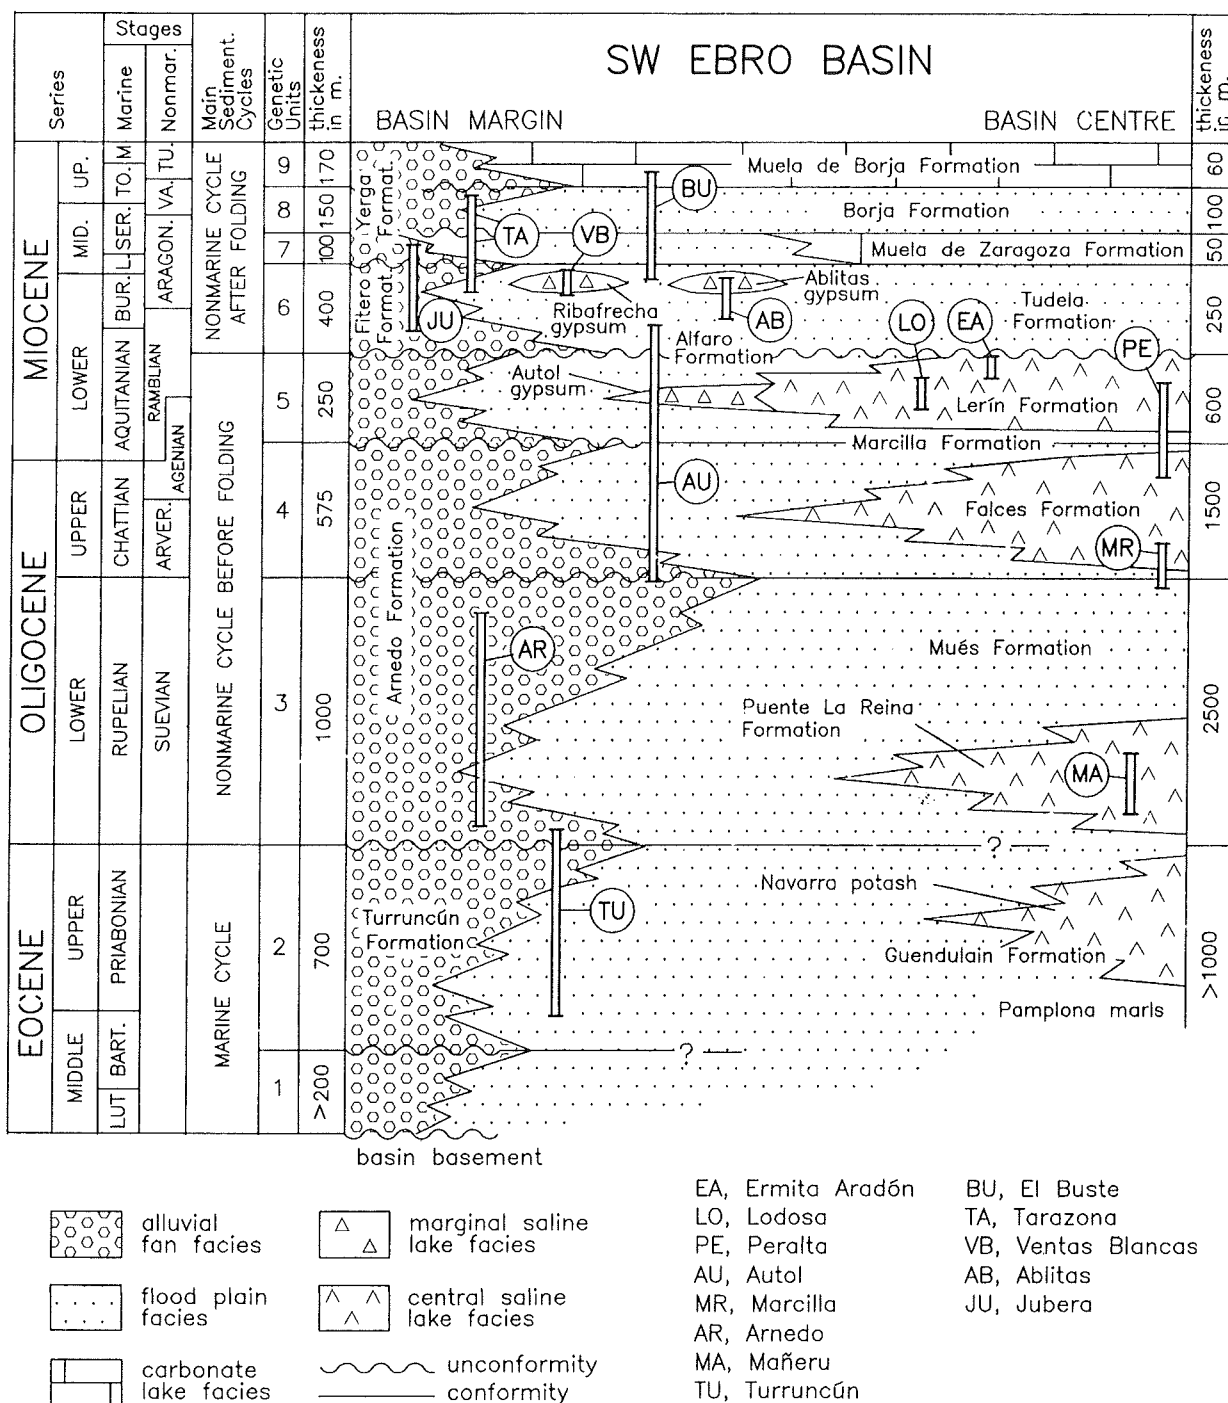 SW EBRO BASIN
BASIN MARGIN
BASIN CENTRE
Series
Stages
Marine
Nonmar.
Main
Sediment.
Cycles
Genetic
Units
thickeness
in m.
thickeness
in m.
MIOCENE
OLIGOCENE
EOCENE
UP.
MID.
LOWER
UPPER
LOWER
UPPER
MIDDLE
M
TO.
SER.
L.
BUR.
AQUITANIAN
CHATTIAN
RUPELIAN
PRIABONIAN
BART.
LUT
TU.
VA.
ARAGON.
RAMBLIAN
AGENIAN
ARVER.
SUEVIAN
NONMARINE CYCLE
AFTER FOLDING
NONMARINE CYCLE BEFORE FOLDING
MARINE CYCLE
9
8
7
6
5
4
3
2
1
170
150
100
400
250
575
1000
700
>200
60
100
50
250
600
1500
2500
>1000
Yerga
Format.
Fitero
Format.
Muela de Borja Formation
BU
Borja Formation
TA
VB
Muela de Zaragoza Formation
Ablitas
gypsum
Ribafrecha
gypsum
Tudela
Formation
JU
AB
LO
EA
PE
Alfaro
Formation
Autol
gypsum
Lerín Formation
Marcilla Formation
AU
Falces Formation
MR
Arnedo Formation
AR
Mués Formation
Puente La Reina
Formation
MA
?
Navarra potash
TU
Turruncún
Formation
Guendulain Formation
Pamplona marls
?
basin basement
alluvial
fan facies
flood plain
facies
carbonate
lake facies
marginal saline
lake facies
central saline
lake facies
unconformity
conformity
EA, Ermita Aradón
LO, Lodosa
PE, Peralta
AU, Autol
MR, Marcilla
AR, Arnedo
MA, Mañeru
TU, Turruncún
BU, El Buste
TA, Tarazona
VB, Ventas Blancas
AB, Ablitas
JU, Jubera